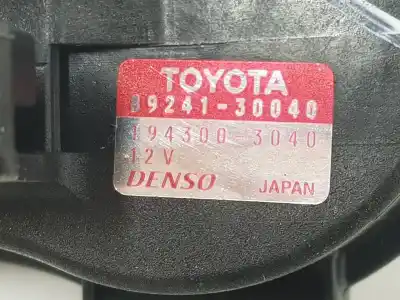 TOYOTA
89241-30040
194300-3040
12V
DENSO JAPAN